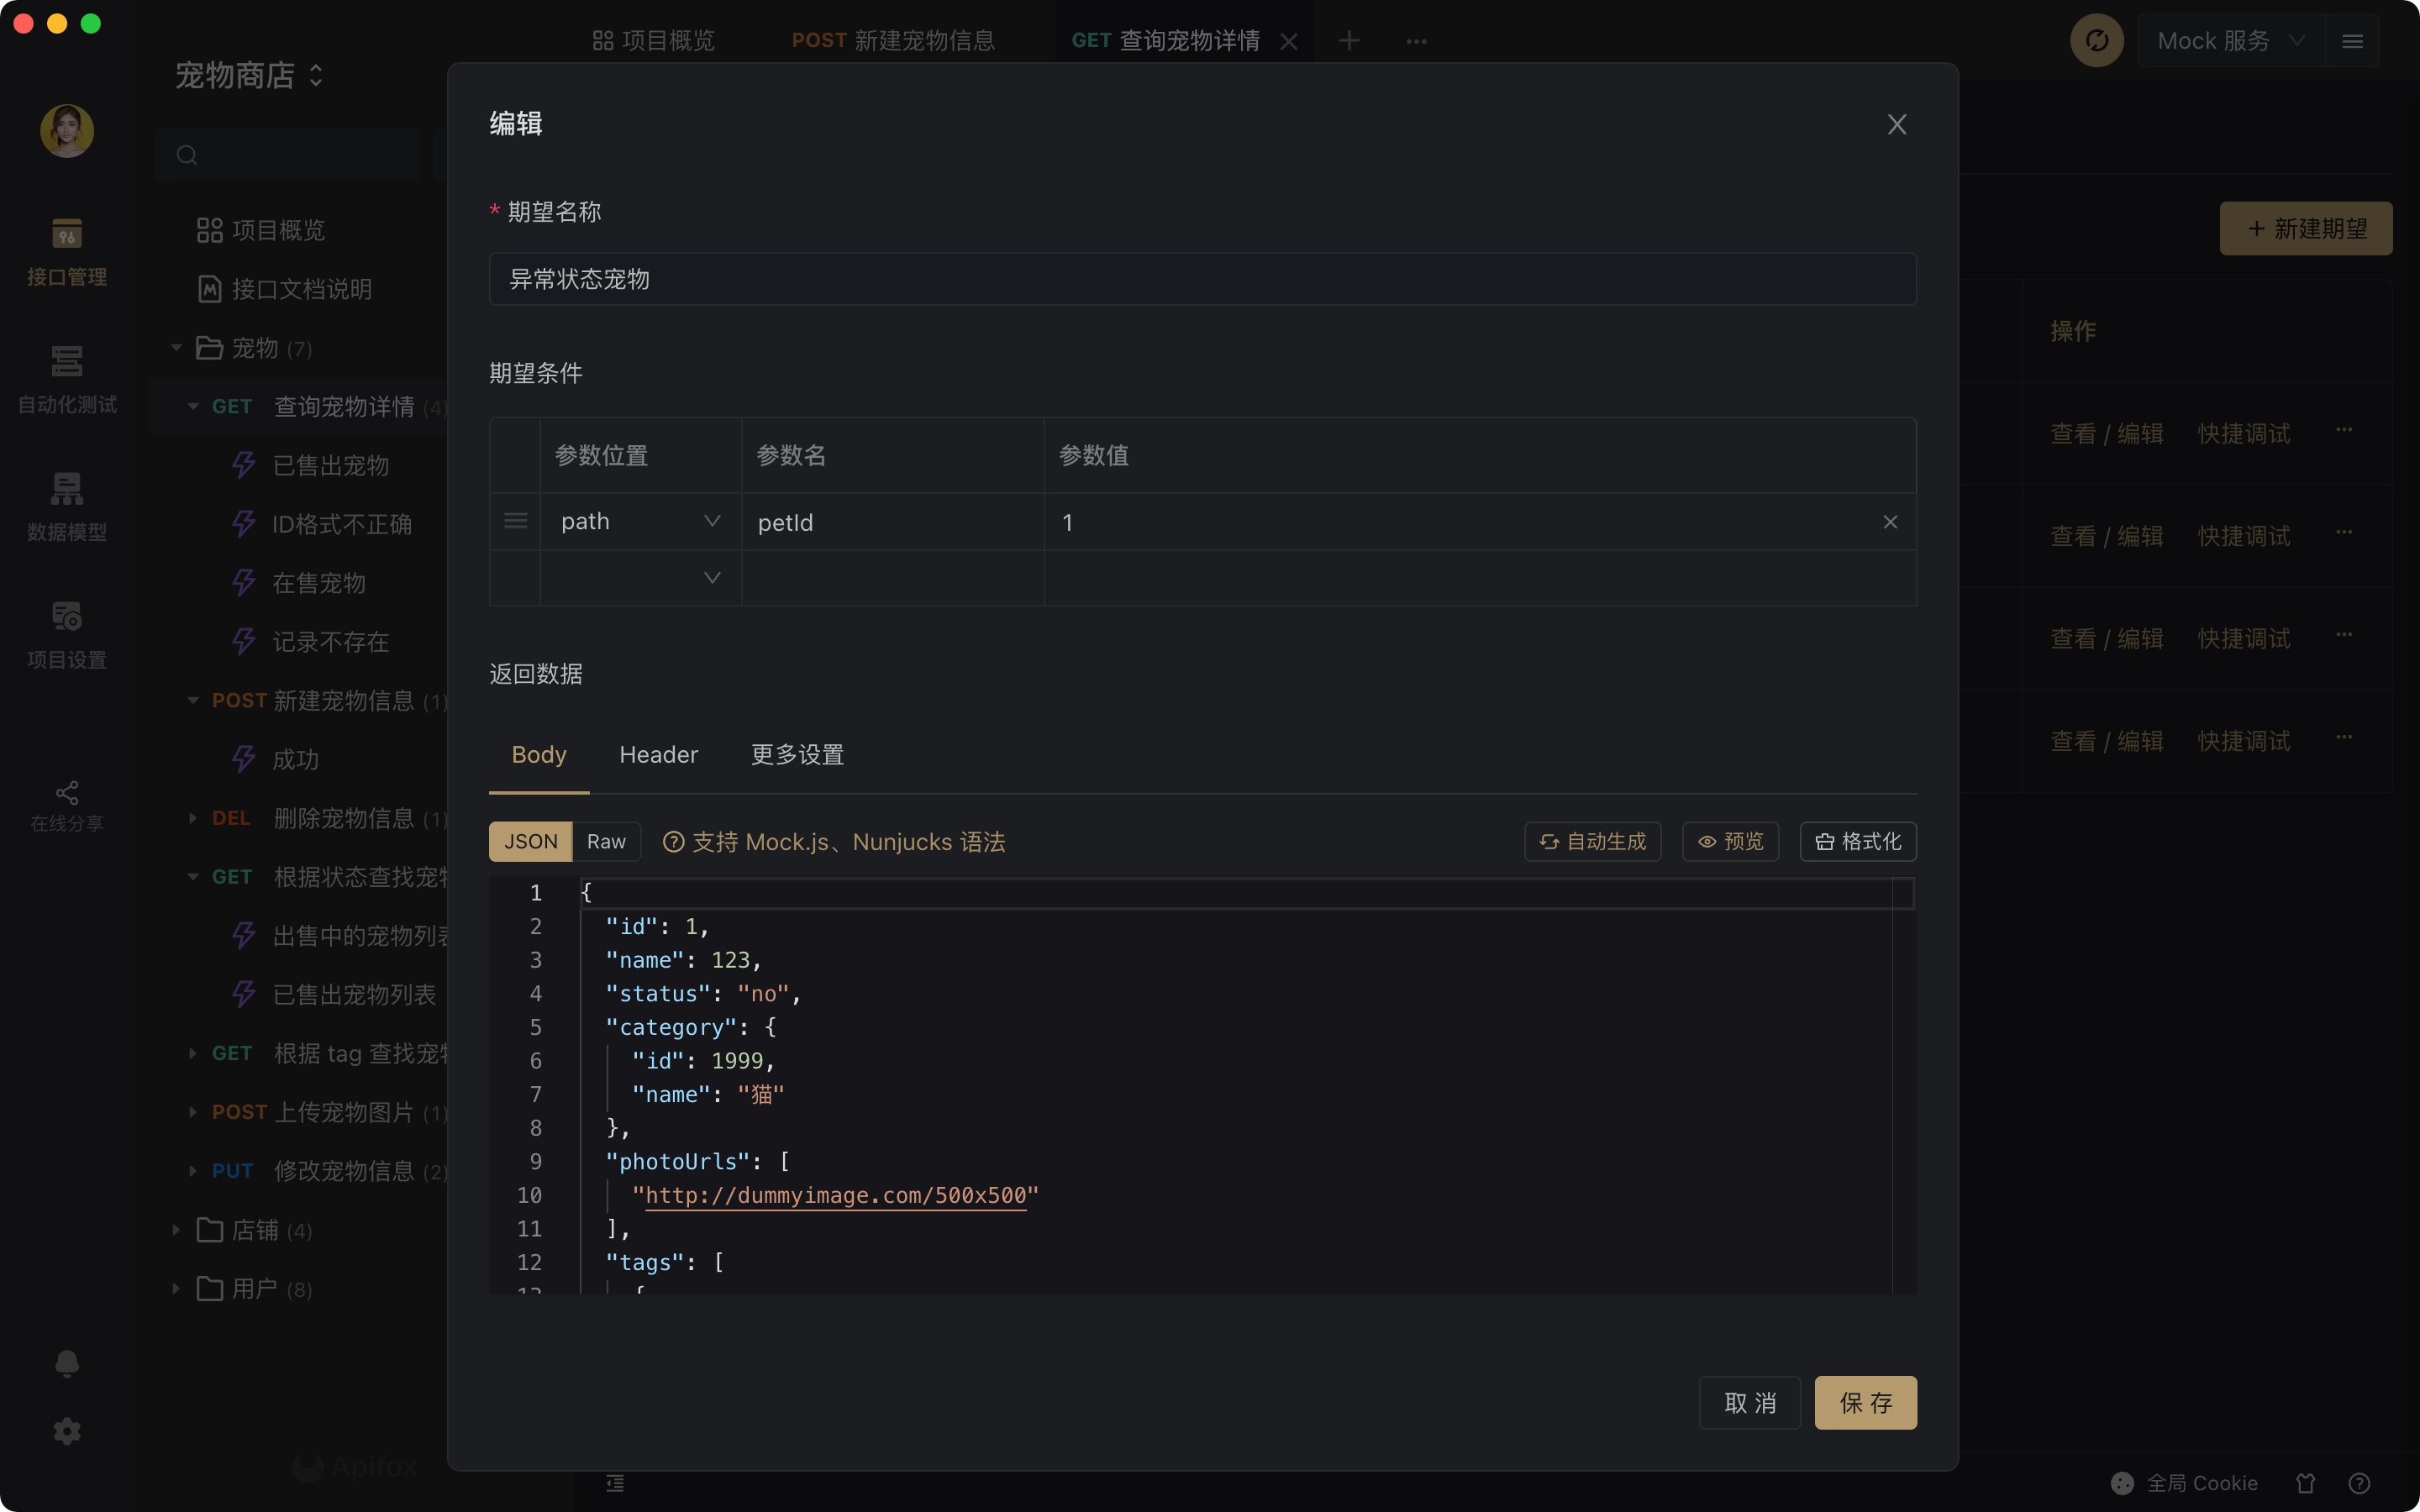 项目概览
POST 新建宠物信息
GET 查询宠物详情
Mock 服务
宠物商店
接口管理
自动化测试
数据模型
项目设置
在线分享
项目概览
接口文档说明
宠物 (7)
GET 查询宠物详情 (4)
已售出宠物
ID格式不正确
在售宠物
记录不存在
POST 新建宠物信息 (1)
成功
DEL 删除宠物信息 (1)
GET 根据状态查找宠
出售中的宠物列
已售出宠物列表
GET 根据 tag 查找宠
POST 上传宠物图片 (1)
PUT 修改宠物信息 (2)
店铺 (4)
用户 (8)
Apifox
编辑
* 期望名称
异常状态宠物
期望条件
参数位置 参数名 参数值
path petId 1
返回数据
Body Header 更多设置
JSON Raw 支持 Mock.js、Nunjucks 语法 自动生成 预览 格式化
1 {
2 "id": 1,
3 "name": 123,
4 "status": "no",
5 "category": {
6 "id": 1999,
7 "name": "猫"
8 },
9 "photoUrls": [
10 "http://dummyimage.com/500x500"
11 ],
12 "tags": [
13 {
取 消 保 存
+ 新建期望
操作
查看 / 编辑 快捷调试
查看 / 编辑 快捷调试
查看 / 编辑 快捷调试
查看 / 编辑 快捷调试
全局 Cookie